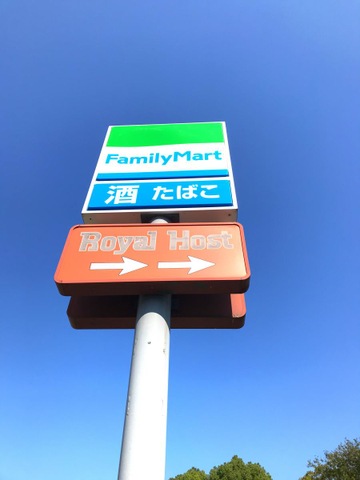 FamilyMart
酒 たばこ
Royal Host